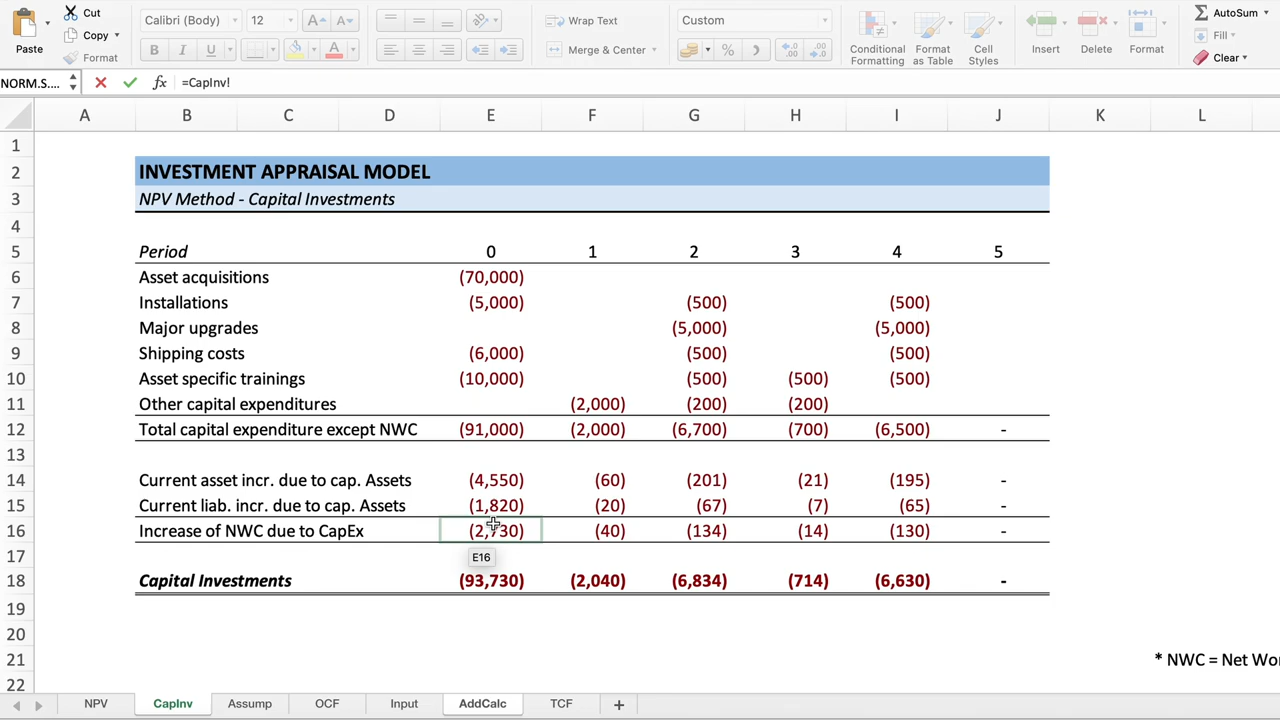 Cut Calibri (Body) 12 A A Wrap Text Custom AutoSum
Paste Copy Fill
Format B I U A ab Merge & Center % Conditional Formatting Format as Table Cell Styles Insert Delete Format Clear
NORM.S.... fx =CapInv!
A B C D E F G H I J K L
1
2 INVESTMENT APPRAISAL MODEL
3 NPV Method - Capital Investments
4
5 Period 0 1 2 3 4 5
6 Asset acquisitions (70,000)
7 Installations (5,000) (500) (500)
8 Major upgrades (5,000) (5,000)
9 Shipping costs (6,000) (500) (500)
10 Asset specific trainings (10,000) (500) (500) (500)
11 Other capital expenditures (2,000) (200) (200)
12 Total capital expenditure except NWC (91,000) (2,000) (6,700) (700) (6,500) -
13
14 Current asset incr. due to cap. Assets (4,550) (60) (201) (21) (195) -
15 Current liab. incr. due to cap. Assets (1,820) (20) (67) (7) (65) -
16 Increase of NWC due to CapEx (2,730) (40) (134) (14) (130) -
17 E16
18 Capital Investments (93,730) (2,040) (6,834) (714) (6,630) -
19
20
21 * NWC = Net Wor
22
NPV CapInv Assump OCF Input AddCalc TCF +